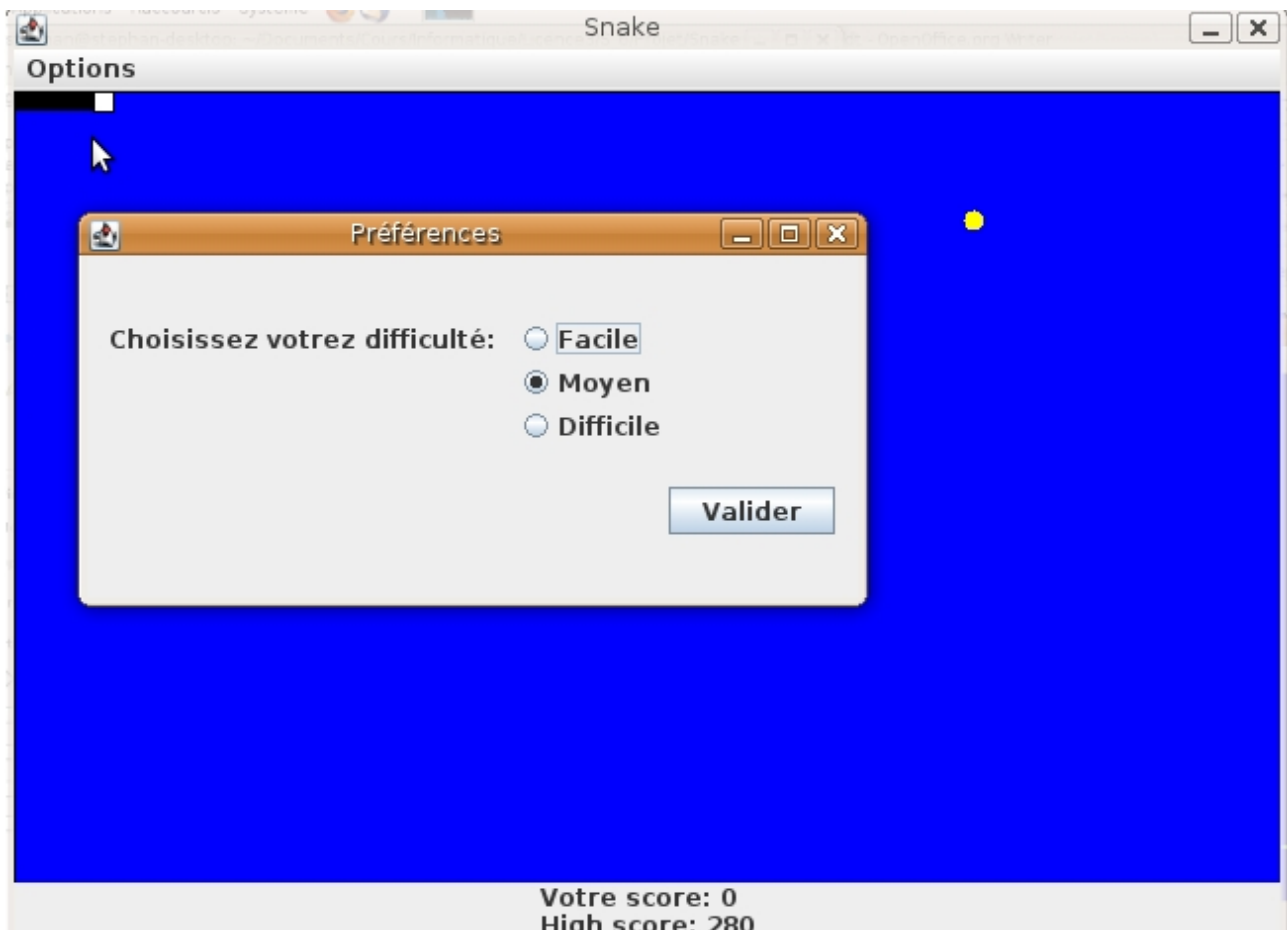 Snake
Options
Préférences
Choisissez votrez difficulté:
Facile
Moyen
Difficile
Valider
Votre score: 0
High score: 280